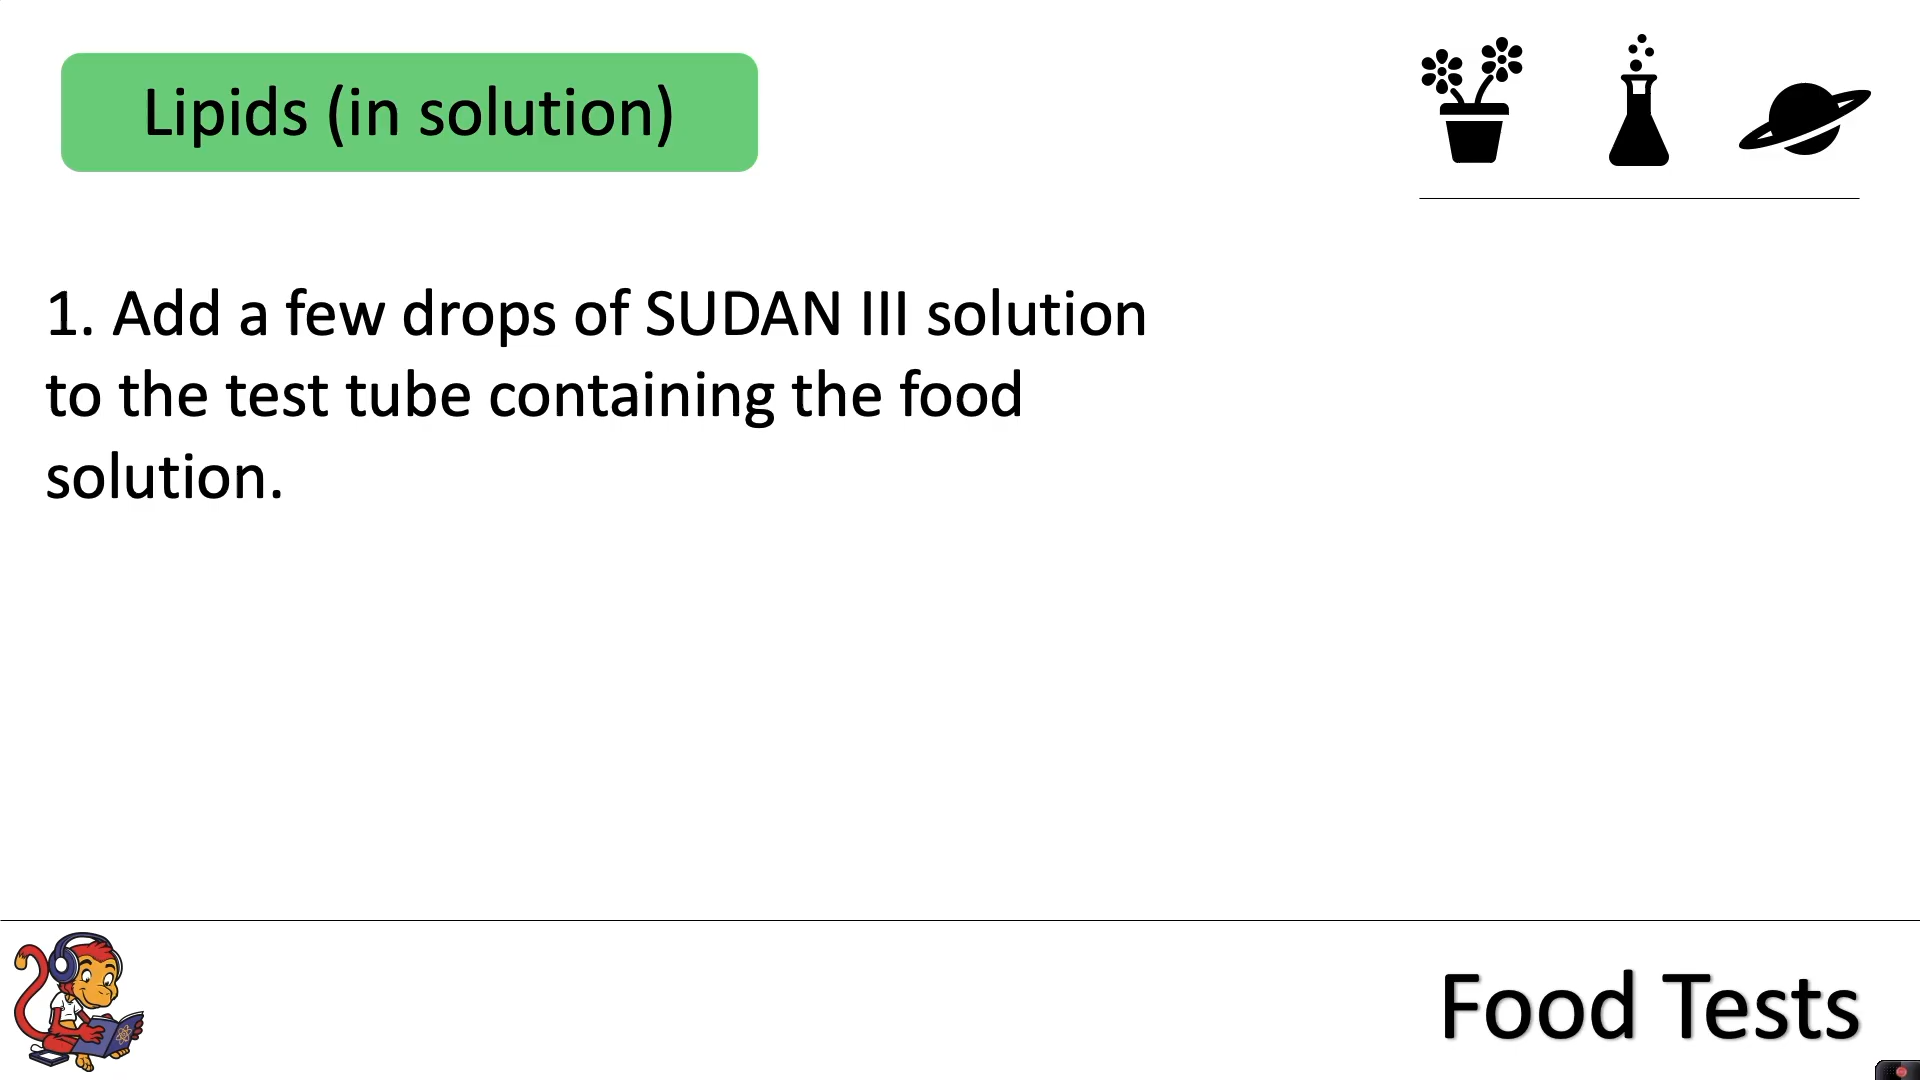 Lipids (in solution)
1. Add a few drops of SUDAN III solution
to the test tube containing the food
solution.
Food Tests